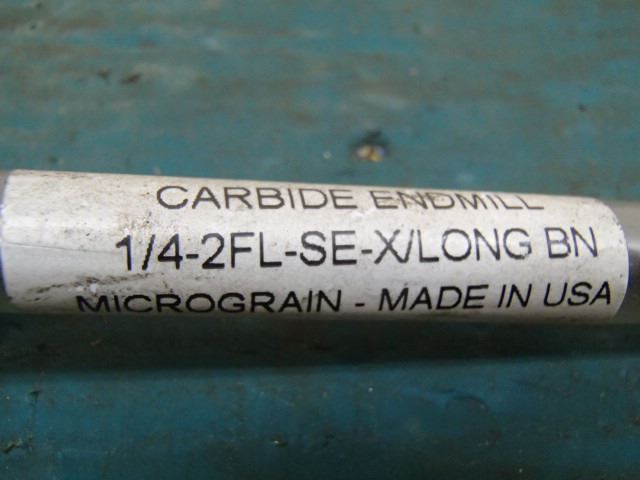 CARBIDE ENDMILL
1/4-2FL-SE-X/LONG BN
MICROGRAIN - MADE IN USA